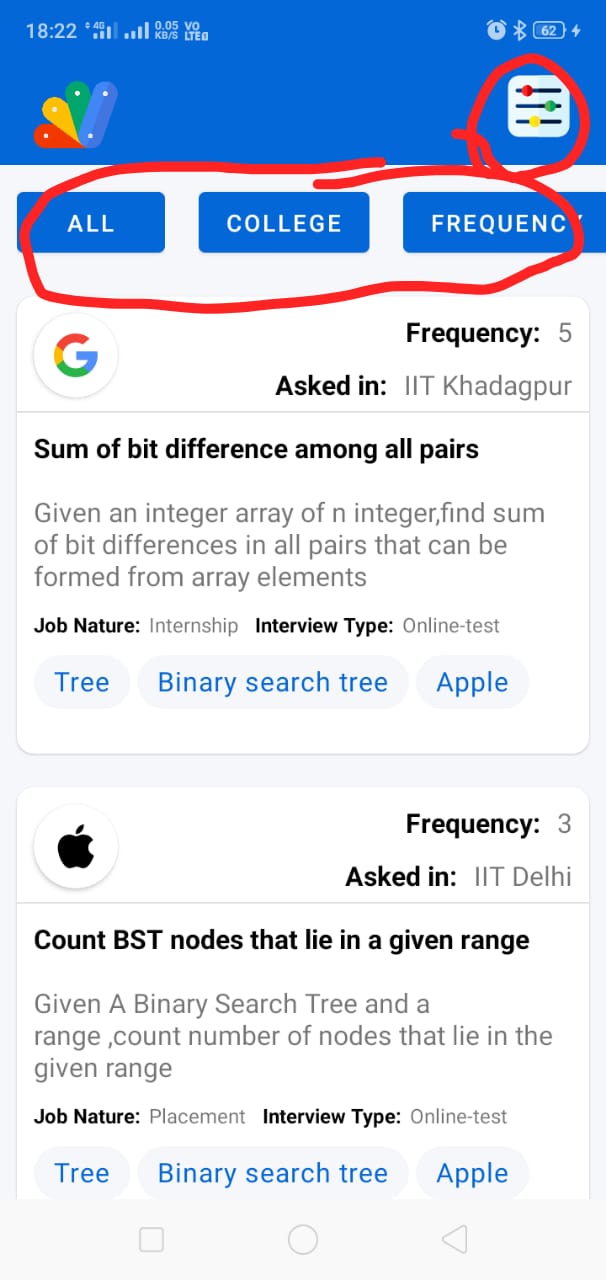 18:22 4G 0.05 KB/S VO LTE 62
ALL COLLEGE FREQUENC
Frequency: 5
Asked in: IIT Khadagpur
Sum of bit difference among all pairs
Given an integer array of n integer,find sum
of bit differences in all pairs that can be
formed from array elements
Job Nature: Internship Interview Type: Online-test
Tree Binary search tree Apple
Frequency: 3
Asked in: IIT Delhi
Count BST nodes that lie in a given range
Given A Binary Search Tree and a
range ,count number of nodes that lie in the
given range
Job Nature: Placement Interview Type: Online-test
Tree Binary search tree Apple